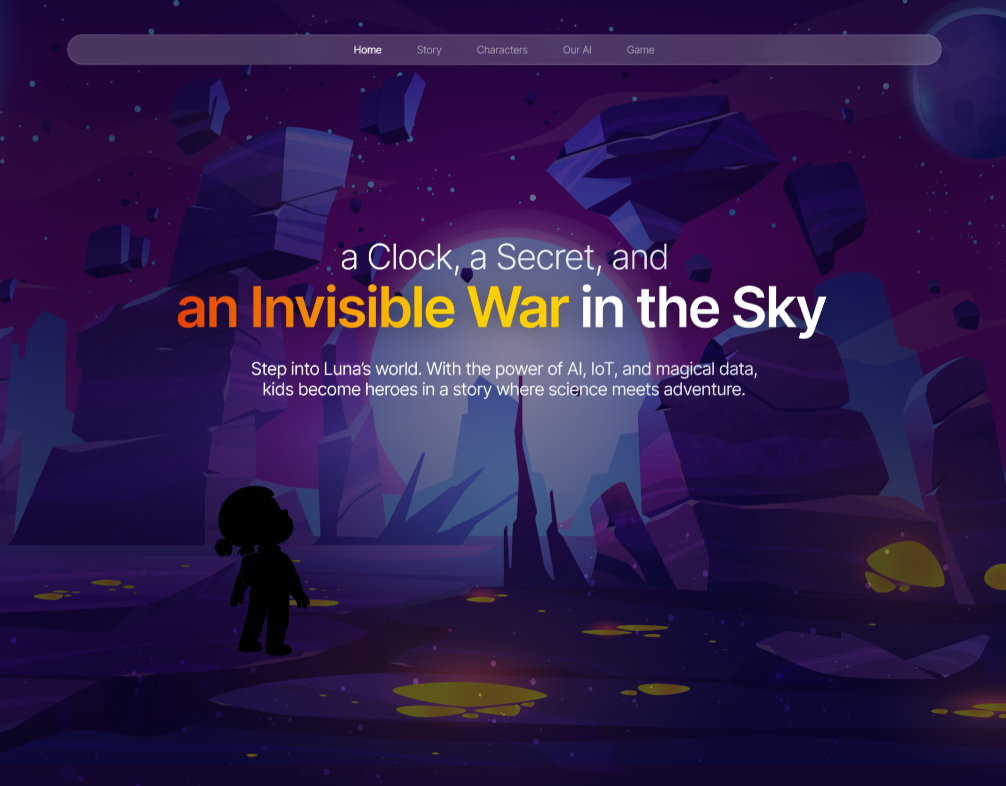 Home Story Characters Our AI Game
a Clock, a Secret, and
an Invisible War in the Sky
Step into Luna’s world. With the power of AI, IoT, and magical data,
kids become heroes in a story where science meets adventure.